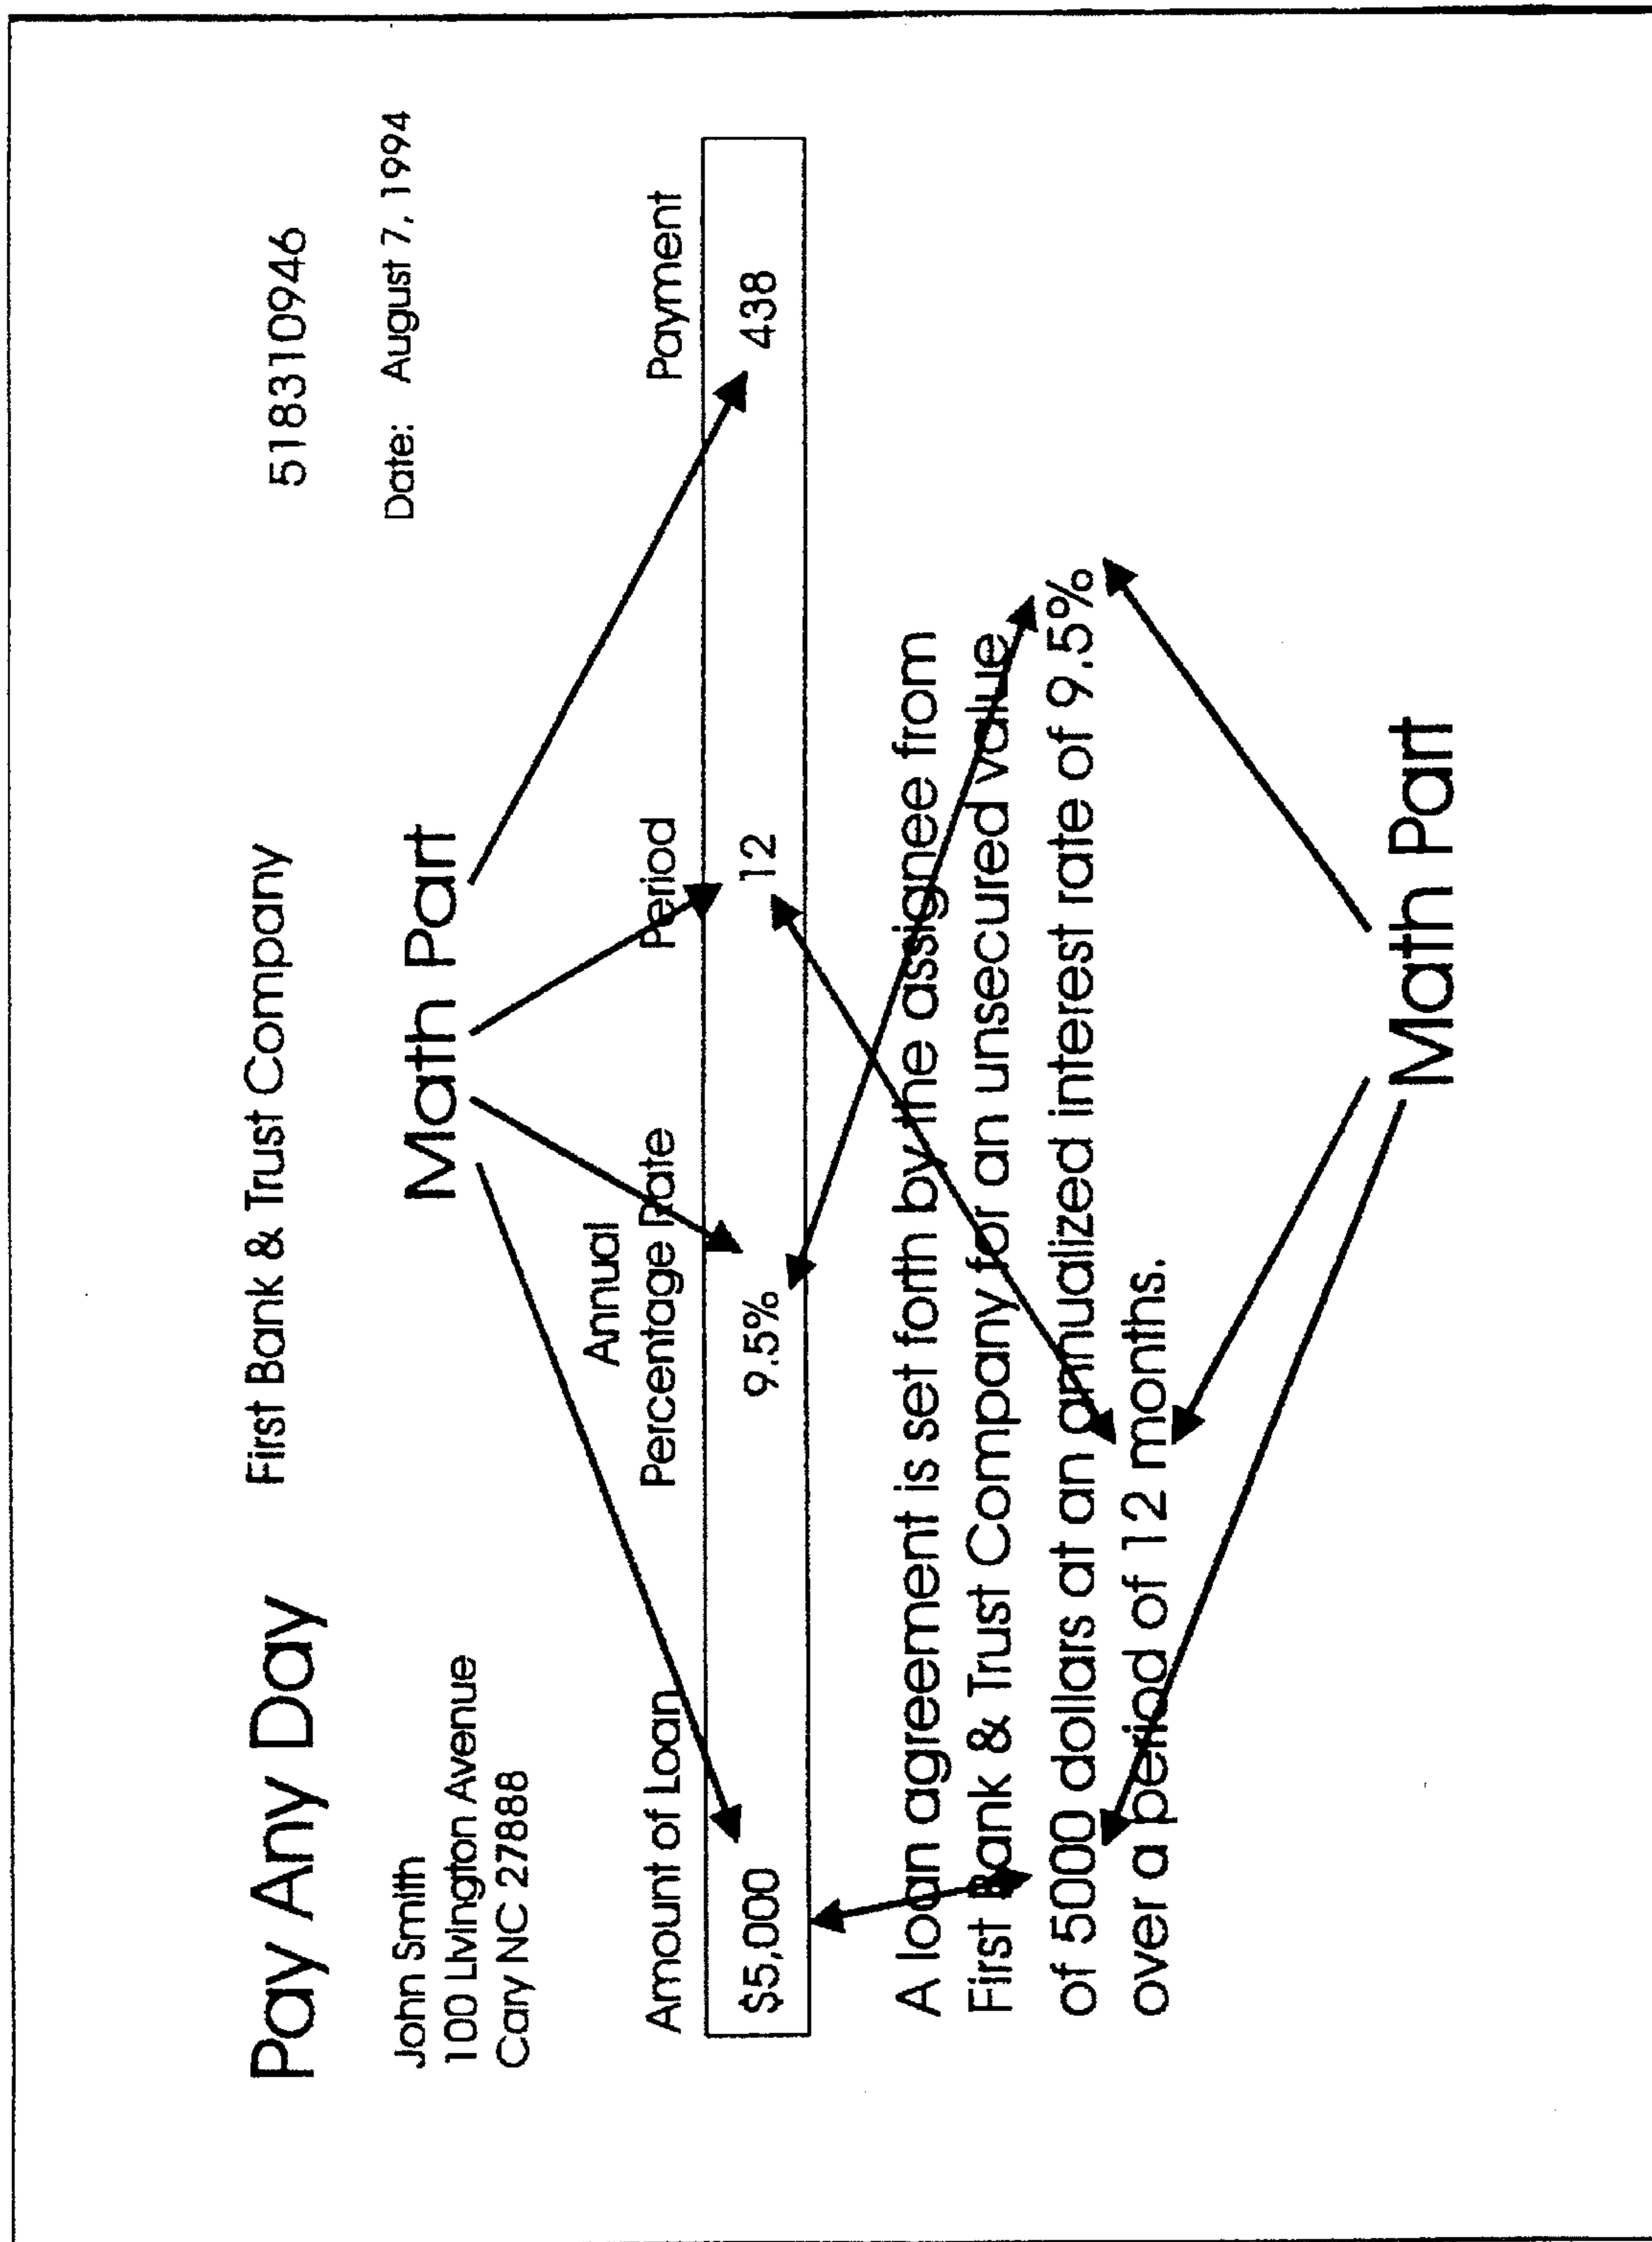 Pay Any Day
First Bank & Trust Company
5183310946
Date: August 7, 1994
John Smith
100 Livington Avenue
Cary NC 27888
Math Part
Amount of Loan
Annual
Percentage Rate
Period
Payment
$5,000
9.5%
12
438
A loan agreement is set forth by the assignee from
First Bank & Trust Company for an unsecured value
of 5000 dollars at an annualized interest rate of 9.5%
over a period of 12 months.
Math Part